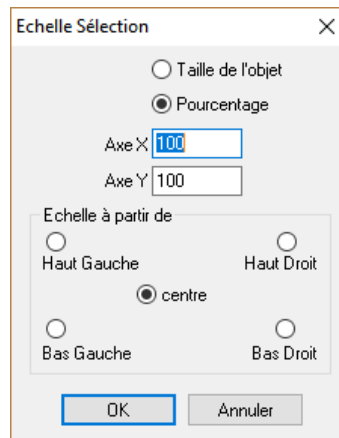 Echelle Sélection
Taille de l'objet
Pourcentage
Axe X 100
Axe Y 100
Echelle à partir de
Haut Gauche Haut Droit
centre
Bas Gauche Bas Droit
OK Annuler